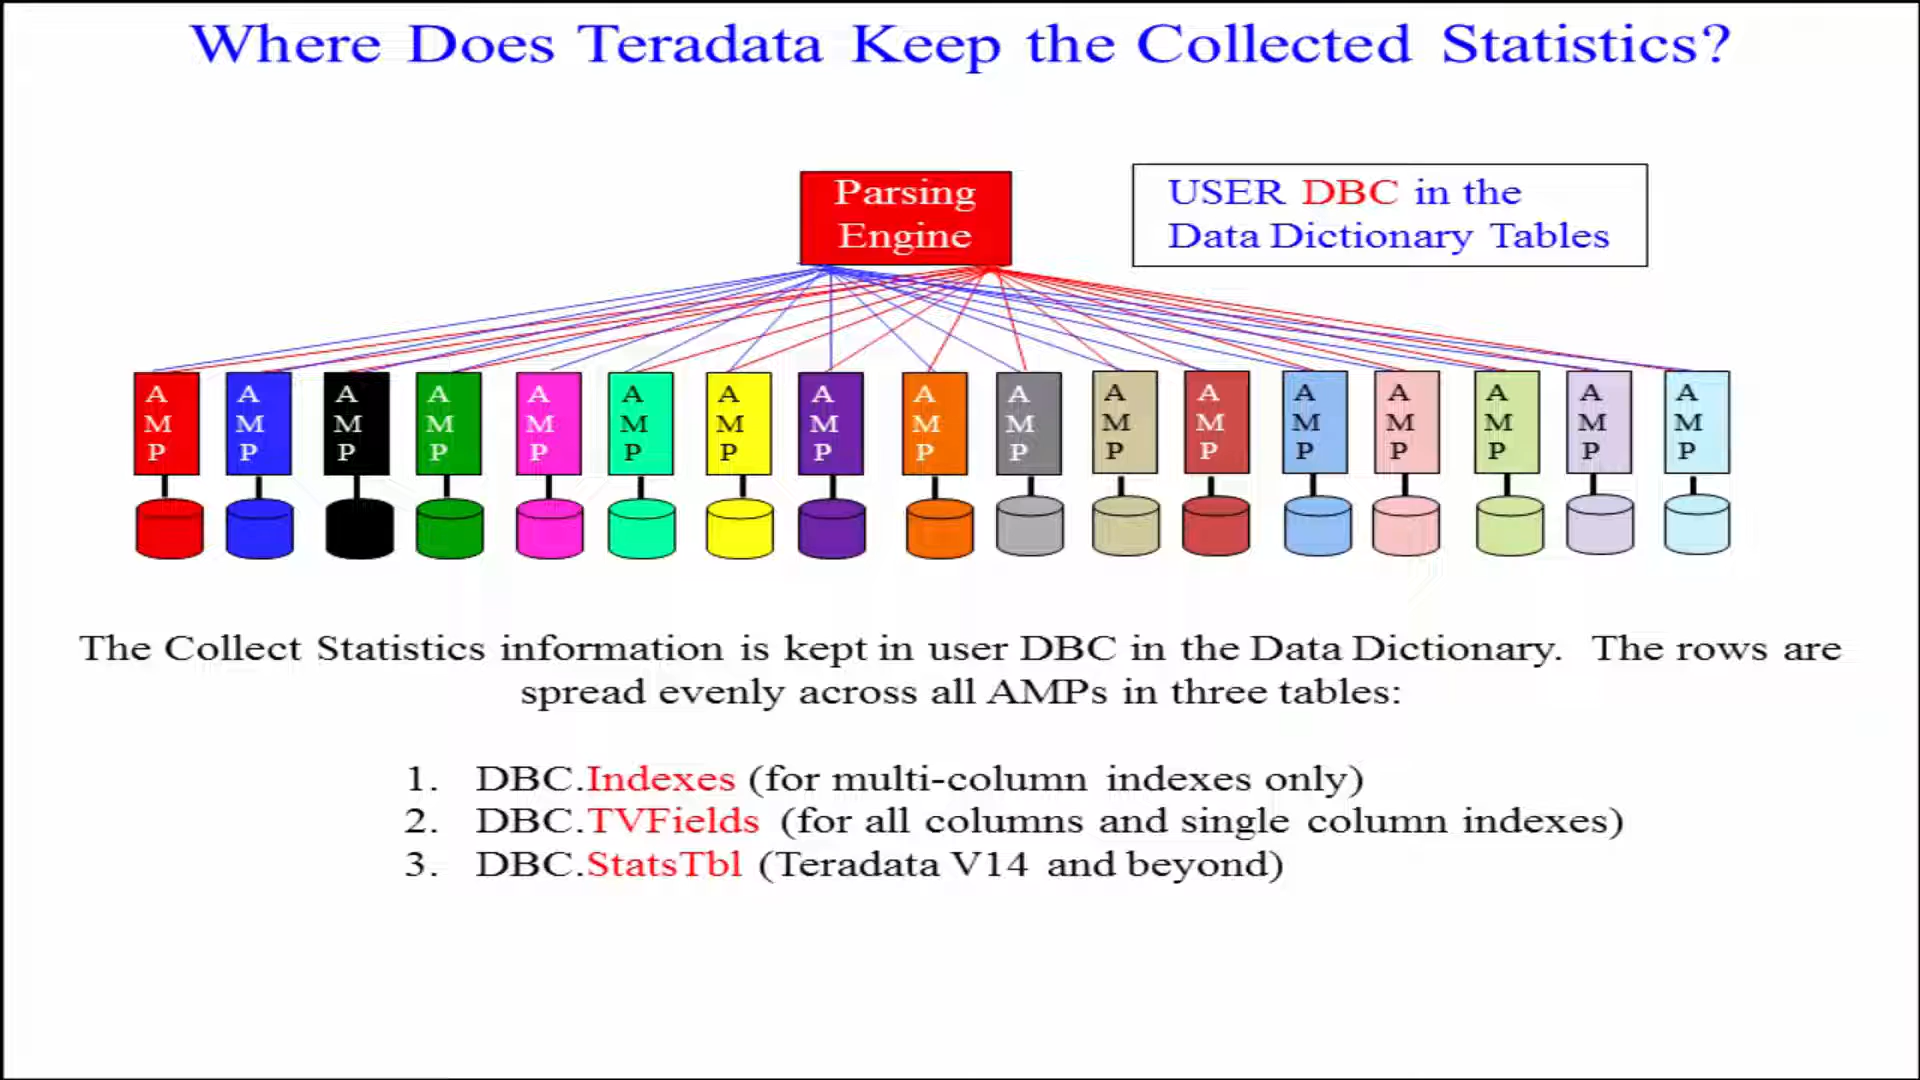 Where Does Teradata Keep the Collected Statistics?
Parsing
Engine
USER DBC in the
Data Dictionary Tables
A
M
P
A
M
P
A
M
P
A
M
P
A
M
P
A
M
P
A
M
P
A
M
P
A
M
P
A
M
P
A
M
P
A
M
P
A
M
P
A
M
P
A
M
P
A
M
P
A
M
P
The Collect Statistics information is kept in user DBC in the Data Dictionary. The rows are
spread evenly across all AMPs in three tables:
1. DBC.Indexes (for multi-column indexes only)
2. DBC.TVFields (for all columns and single column indexes)
3. DBC.StatsTbl (Teradata V14 and beyond)